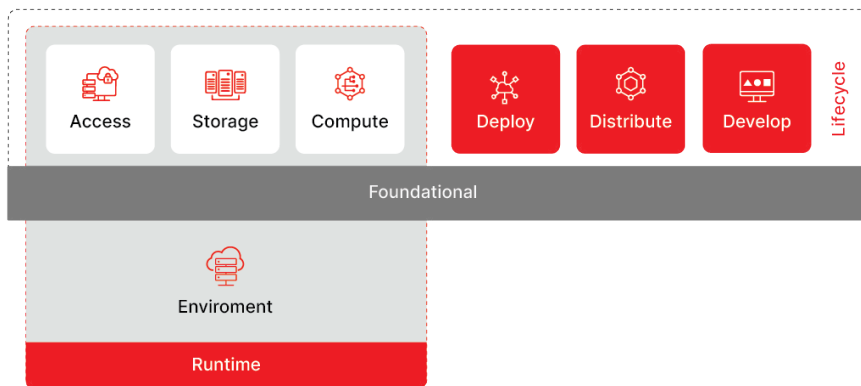 Access
Storage
Compute
Deploy
Distribute
Develop
Lifecycle
Foundational
Enviroment
Runtime